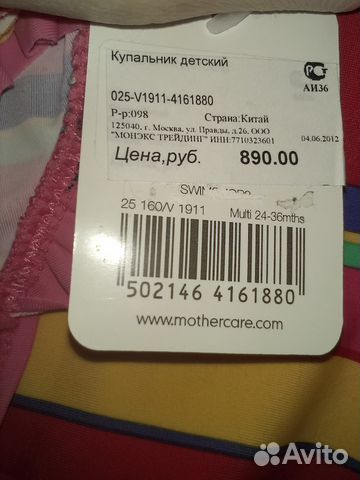 Купальник детский
025-V1911-4161880
АИ36
Р-р:098 Страна:Китай
125040, г. Москва, ул. Правды, д.26, ООО
"МОНЭКС ТРЕЙДИНГ" ИНН:7710323601 04.06.2012
Цена,руб. 890.00
25 160/V 1911 Multi 24-36mths
502146 4161880
www.mothercare.com
Avito